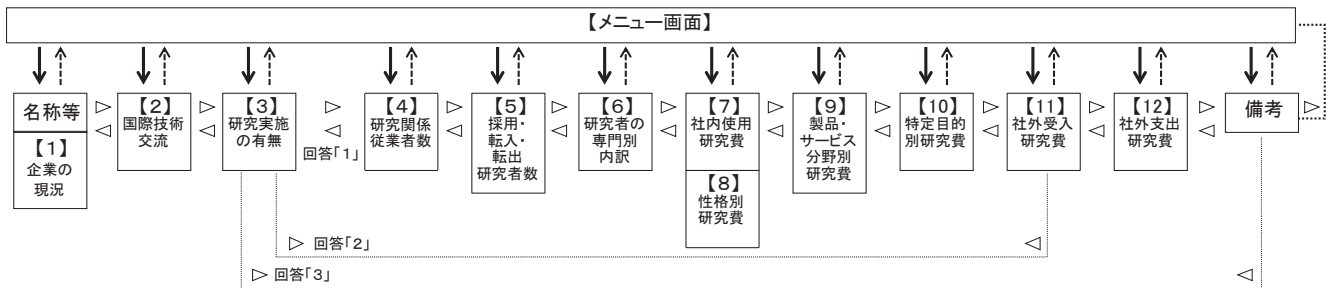 【メニュー画面】
名称等
【1】
企業の
現況
【2】
国際技術
交流
【3】
研究実施
の有無
回答｢1｣
【4】
研究関係
従業者数
【5】
採用・
転入・
転出
研究者数
【6】
研究者の
専門別
内訳
【7】
社内使用
研究費
【8】
性格別
研究費
【9】
製品・
サービス
分野別
研究費
【10】
特定目的
別研究費
【11】
社外受入
研究費
【12】
社外支出
研究費
備考
回答｢2｣
回答｢3｣